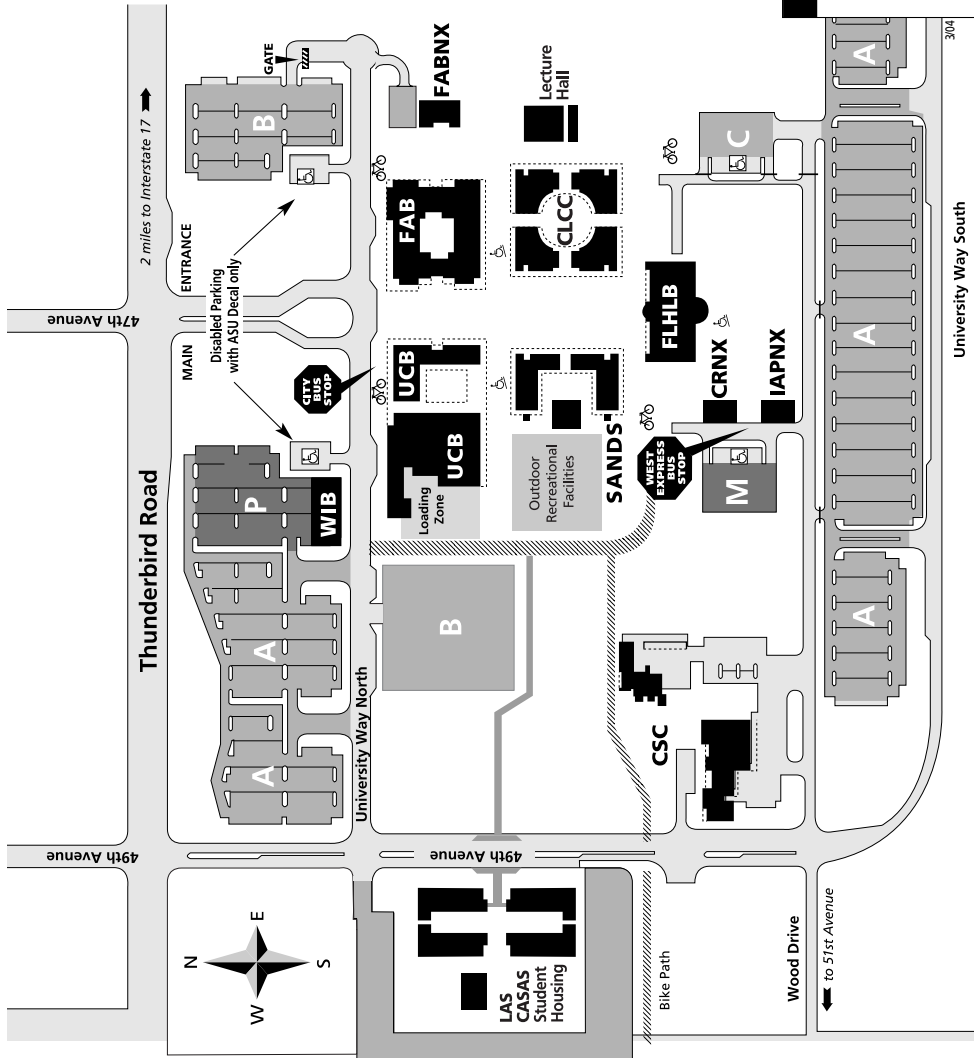 Thunderbird Road
2 miles to Interstate 17
GATE
47th Avenue
MAIN
ENTRANCE
Disabled Parking
with ASU Decal only
49th Avenue
A
A
P
WIB
B
CITY
BUS
STOP
University Way North
FABNX
FAB
UCB
UCB
Loading
Zone
B
Lecture
Hall
CLCC
SANDS
Outdoor
Recreational
Facilities
49th Avenue
LAS
CASAS
Student
Housing
C
FLHLB
CRNX
IAPNX
WEST
EXPRESS
BUS
STOP
M
CSC
Bike Path
Wood Drive
to 51st Avenue
A
A
A
University Way South
3/04
N
E
S
W